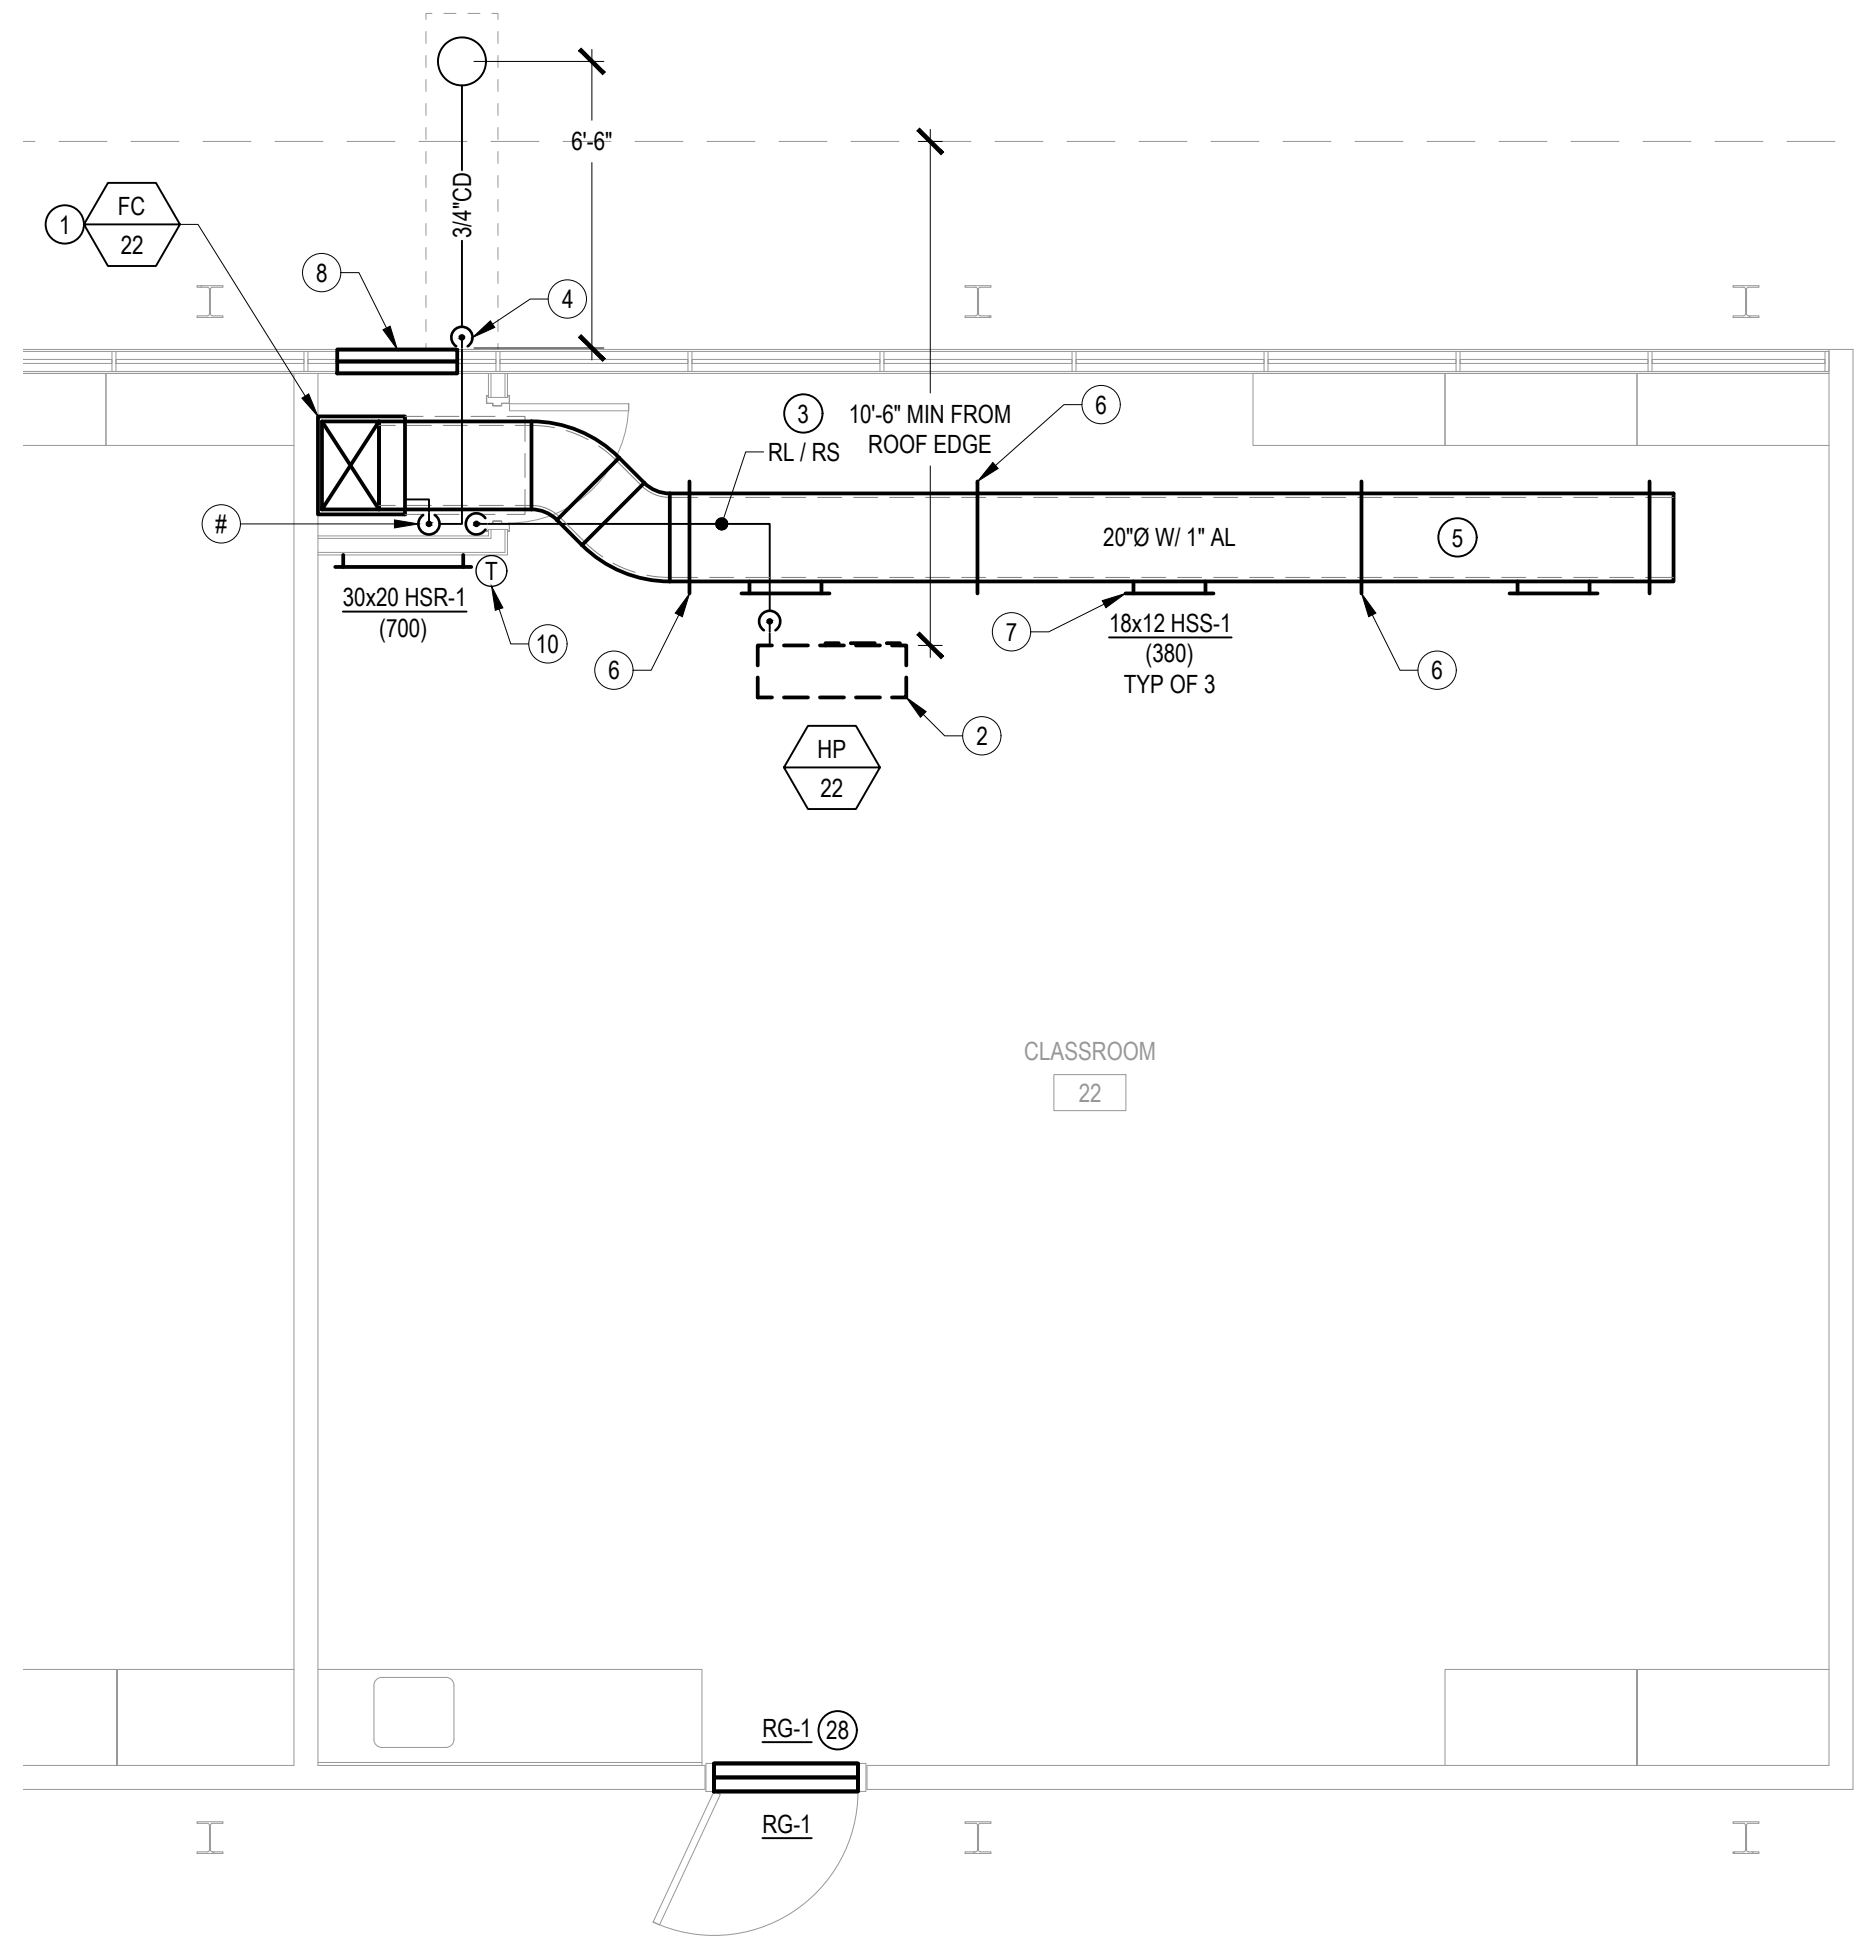 6'-6"
3/4"CD
1
FC
22
8
4
3
RL / RS
10'-6" MIN FROM
ROOF EDGE
6
#
T
20"Ø W/ 1" AL
5
30x20 HSR-1
(700)
10
6
7
18x12 HSS-1
(380)
TYP OF 3
6
2
HP
22
CLASSROOM
22
RG-1 28
RG-1